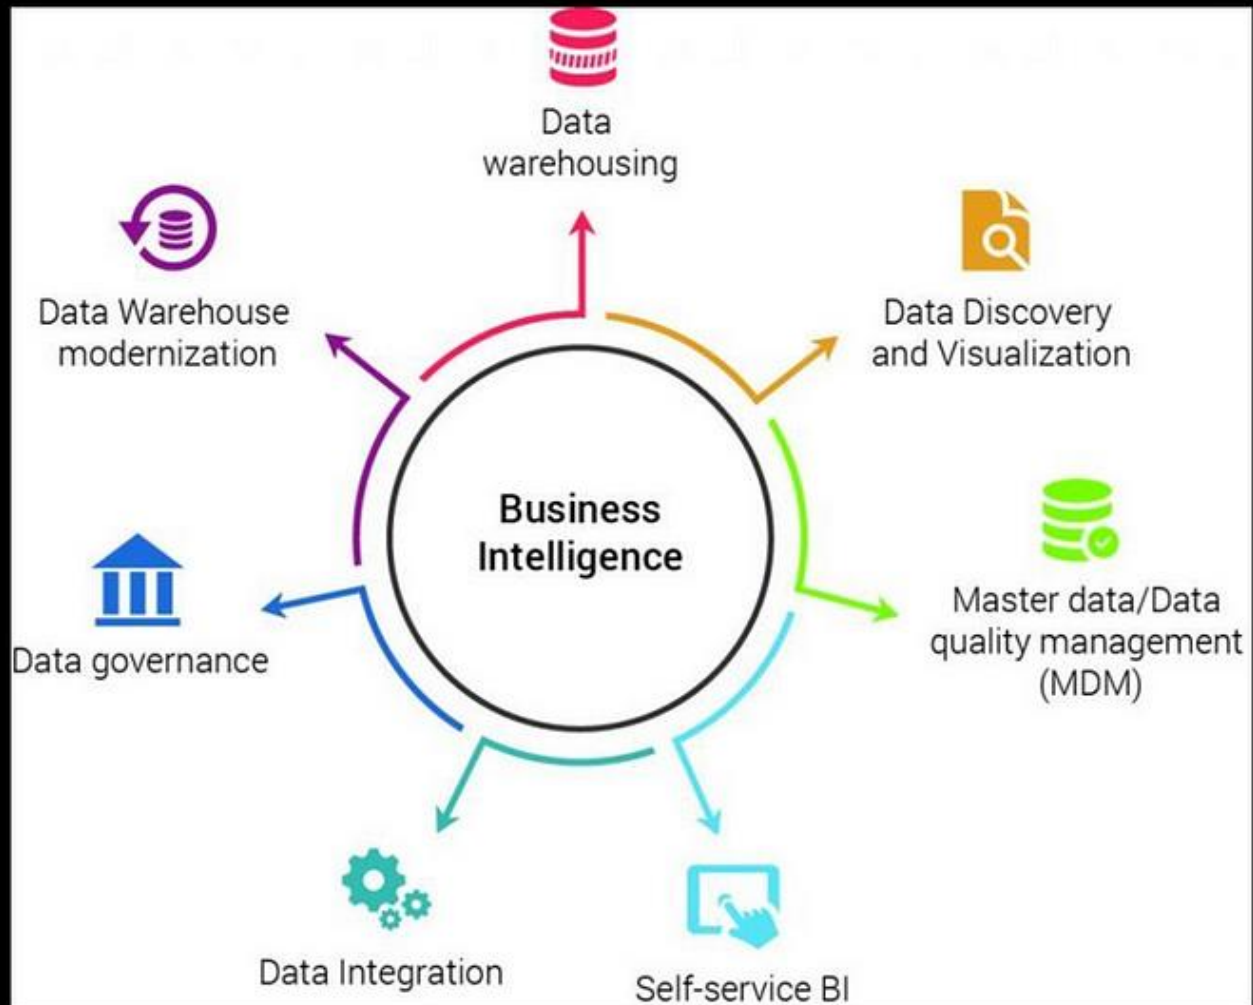 Data
warehousing
Data Discovery
and Visualization
Master data/Data
quality management
(MDM)
Self-service BI
Data Integration
Data governance
Data Warehouse
modernization
Business
Intelligence